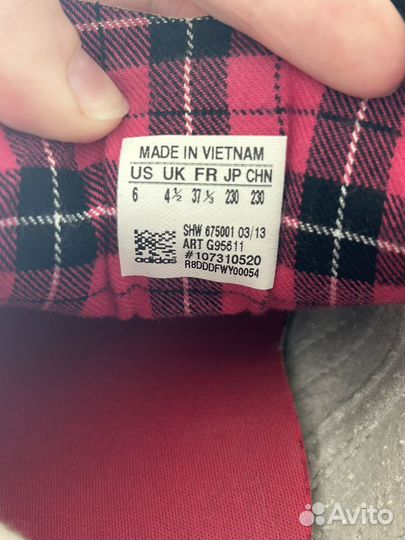 MADE IN VIETNAM
US UK FR JP CHN
6 4½ 37⅓ 230 230
SHW 675001 03/13
ART G95611
#107310520
R8DDDFWY00054
adidas
Avito